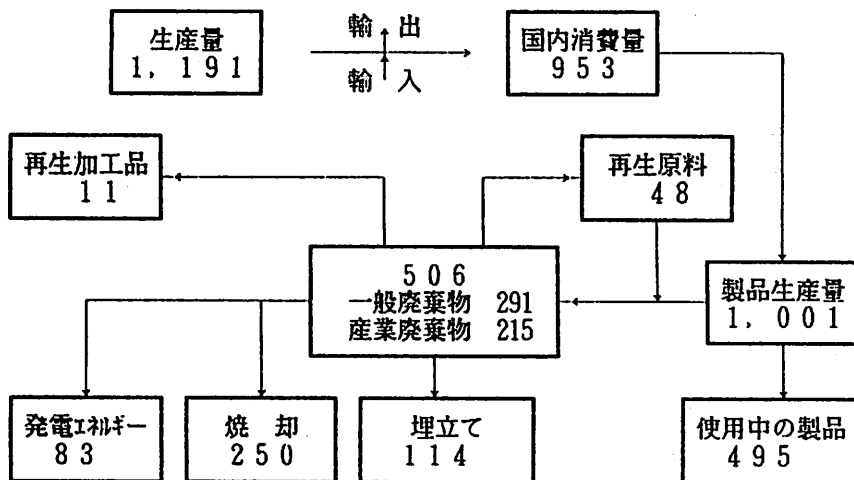 生産量
1,191
輸出
輸入
国内消費量
953
再生加工品
11
再生原料
48
506
一般廃棄物 291
産業廃棄物 215
製品生産量
1,001
発電エネルギー
83
焼却
250
埋立て
114
使用中の製品
495